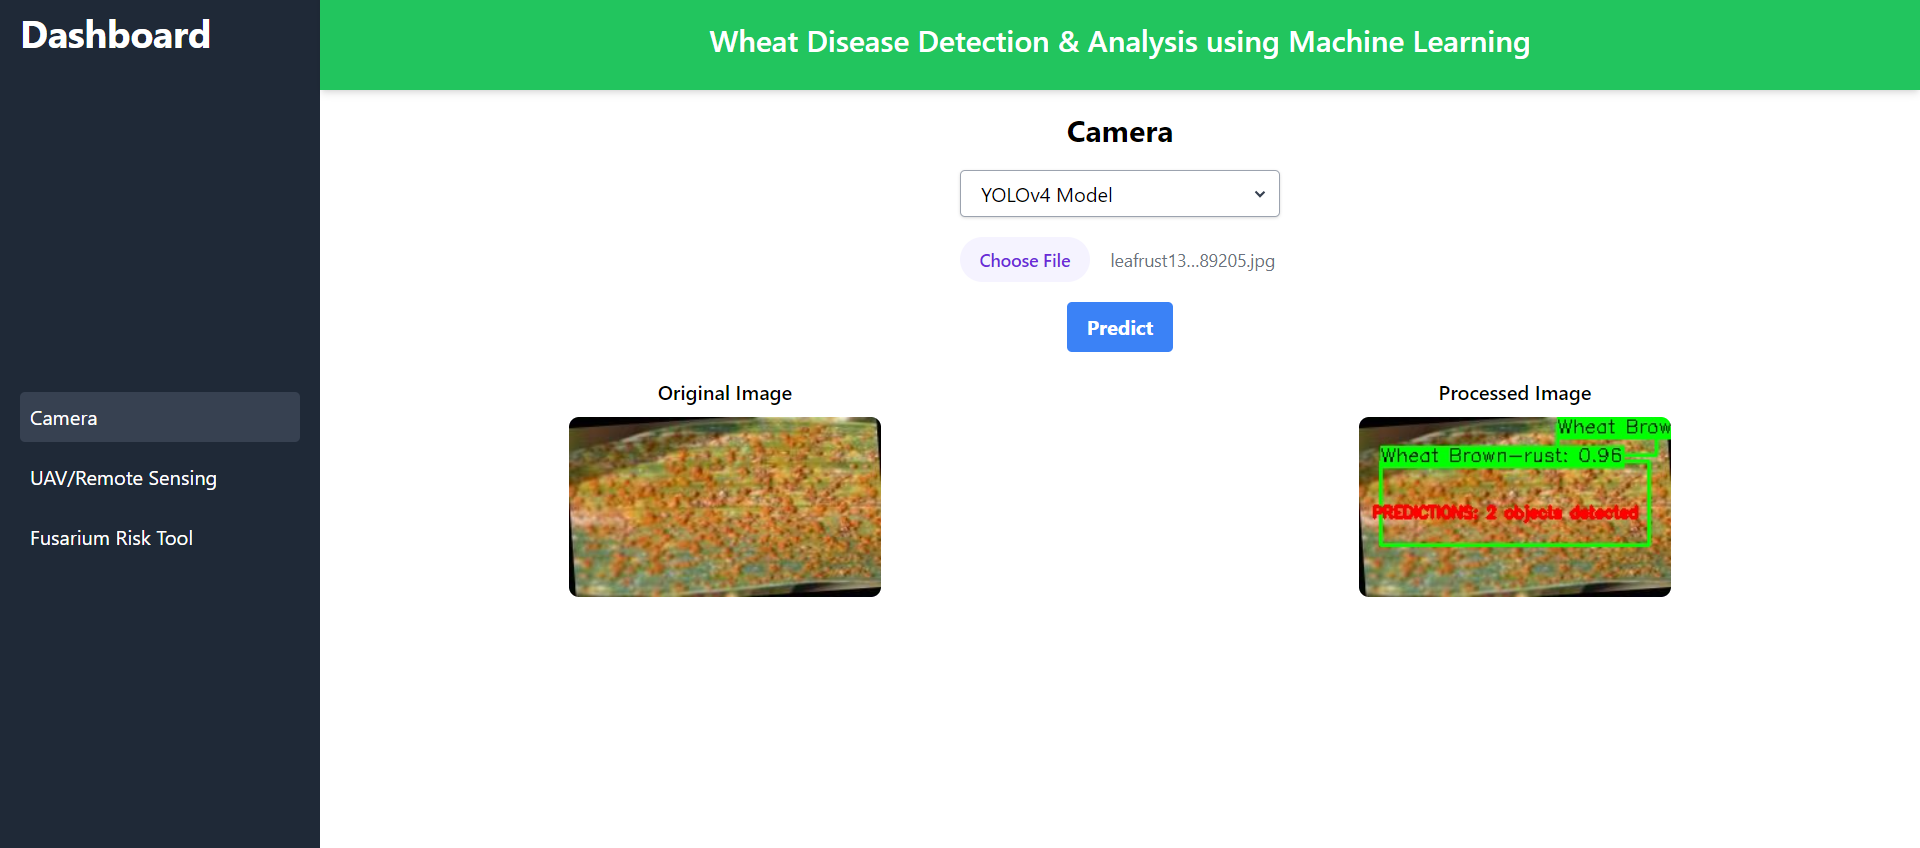 Dashboard
Wheat Disease Detection & Analysis using Machine Learning
Camera
YOLOv4 Model
Choose File
leafrust13...89205.jpg
Predict
Camera
UAV/Remote Sensing
Fusarium Risk Tool
Original Image
Processed Image
Wheat Brow
Wheat Brown-rust: 0.96
PREDICTIONS; 2 objects detected